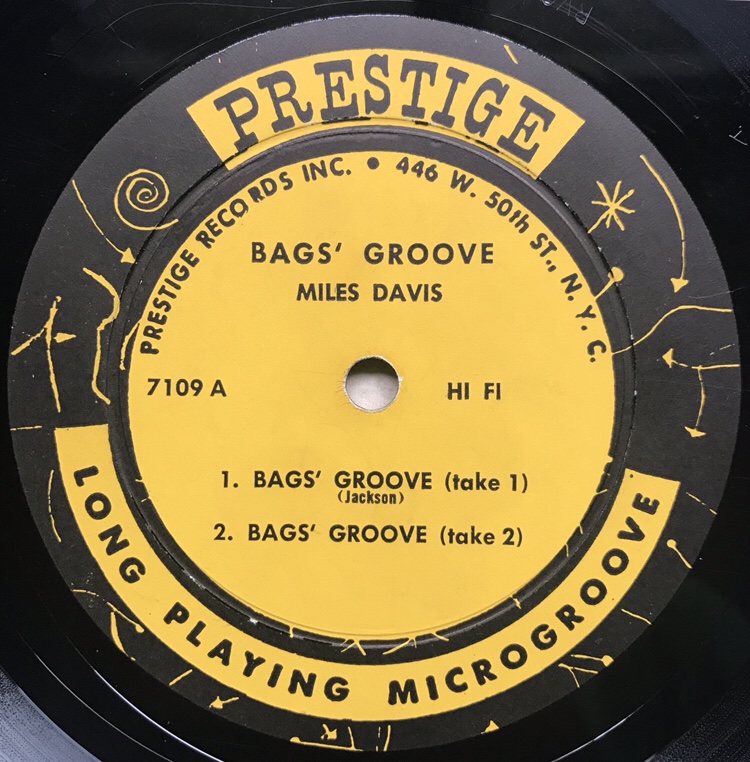 PRESTIGE
PRESTIGE RECORDS INC. • 446 W. 50th ST., N. Y. C.
BAGS' GROOVE
MILES DAVIS
7109 A
HI FI
1. BAGS' GROOVE (take 1)
(Jackson)
2. BAGS' GROOVE (take 2)
LONG PLAYING MICROGROOVE